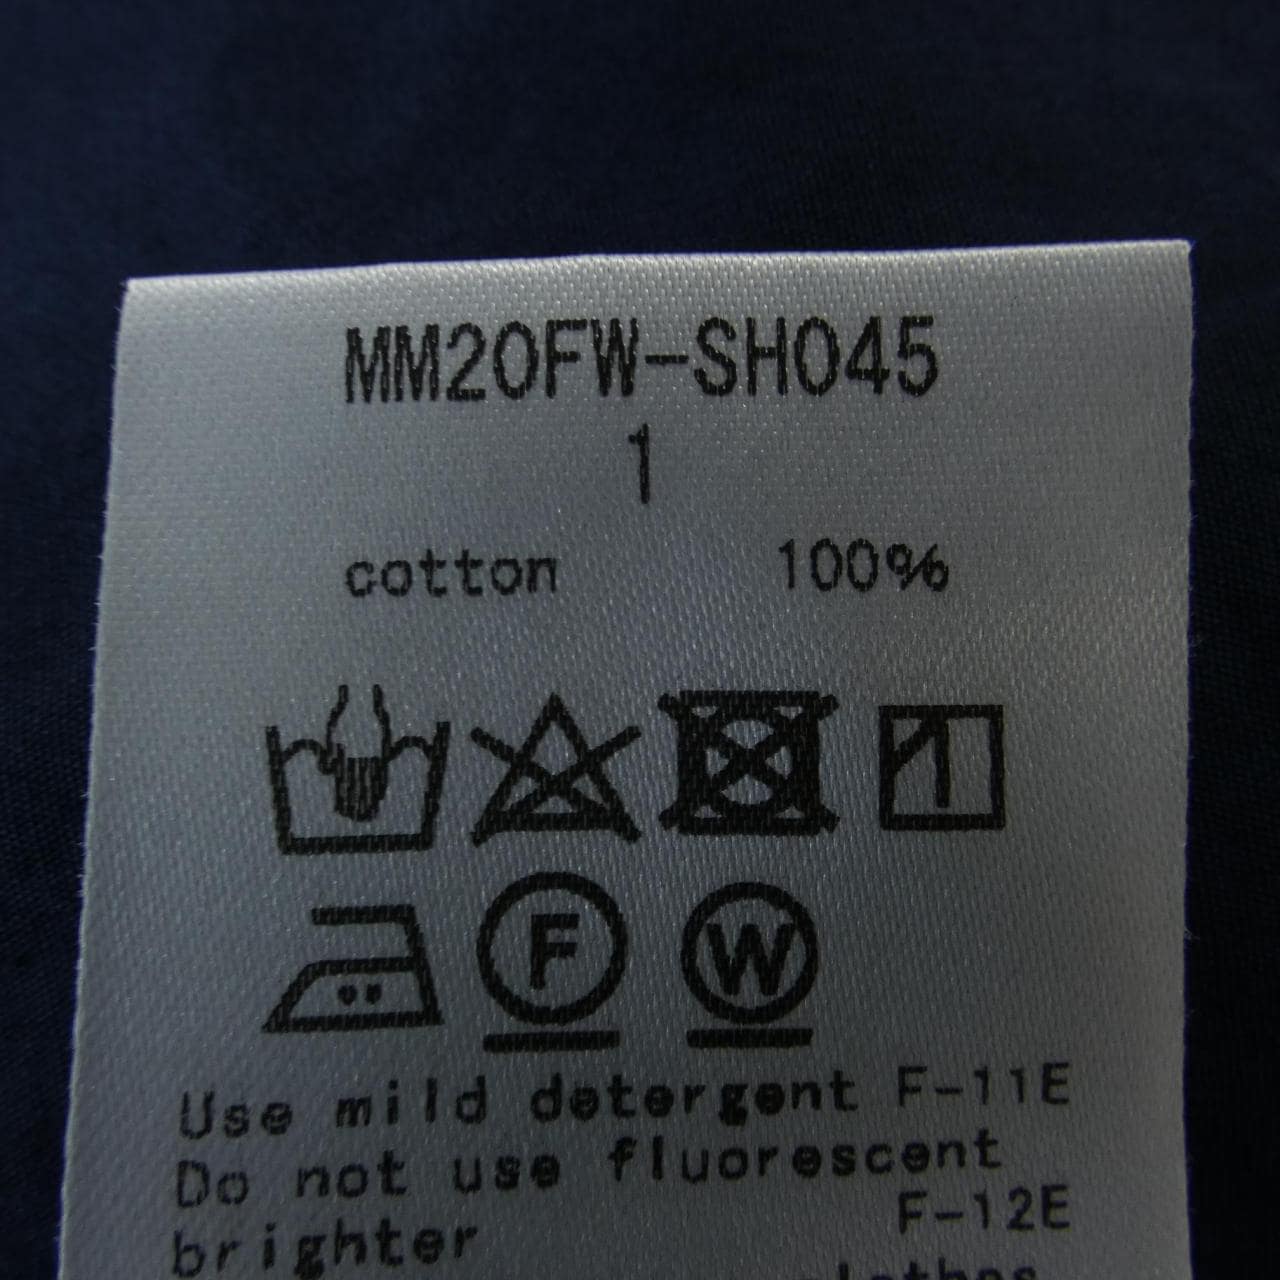 MM20FW-SH045
1
cotton 100%
F W
Use mild detergent F-11E
Do not use fluorescent
brighter F-12E